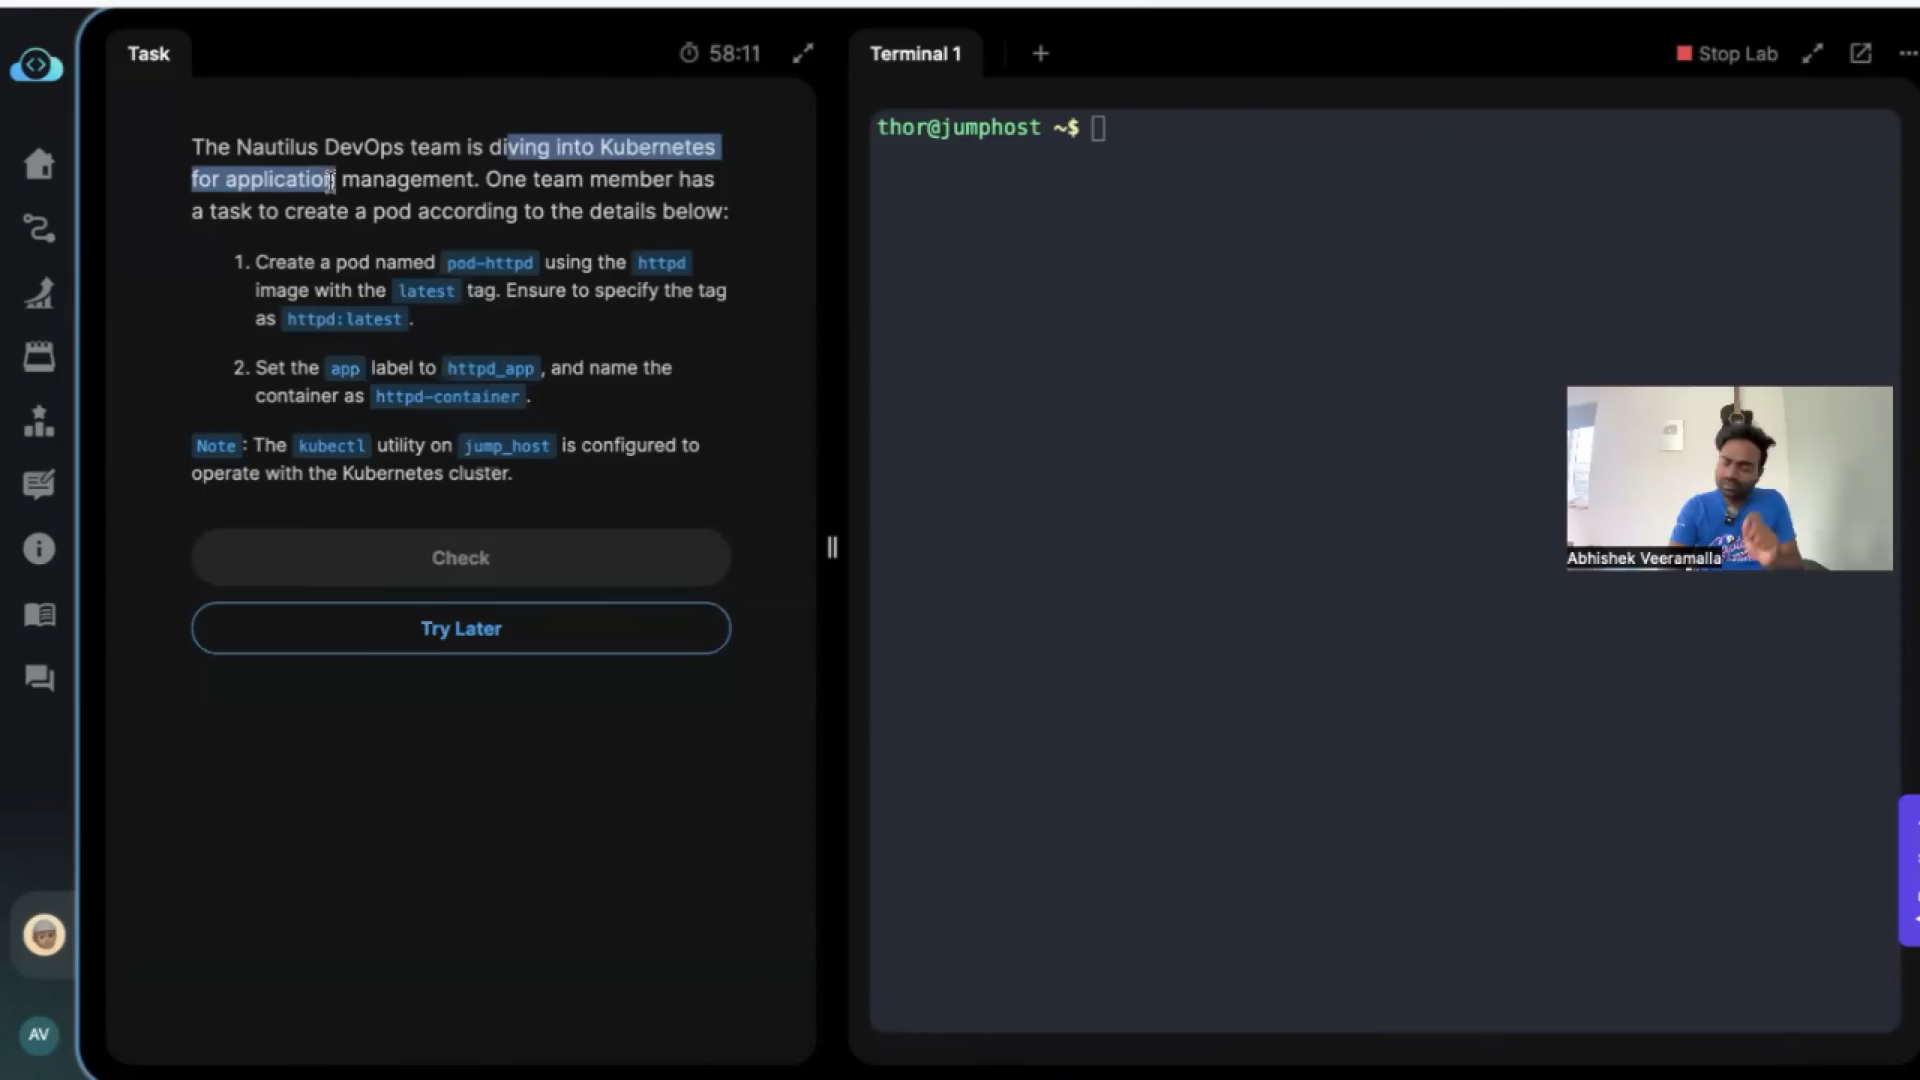 Task
58:11
Terminal 1
+
Stop Lab
The Nautilus DevOps team is diving into Kubernetes
for application management. One team member has
a task to create a pod according to the details below:
1. Create a pod named pod-httpd using the httpd
image with the latest tag. Ensure to specify the tag
as httpd:latest.
2. Set the app label to httpd_app, and name the
container as httpd-container.
Note: The kubectl utility on jump_host is configured to
operate with the Kubernetes cluster.
Check
Try Later
thor@jumphost ~$
Abhishek Veeramalla
AV